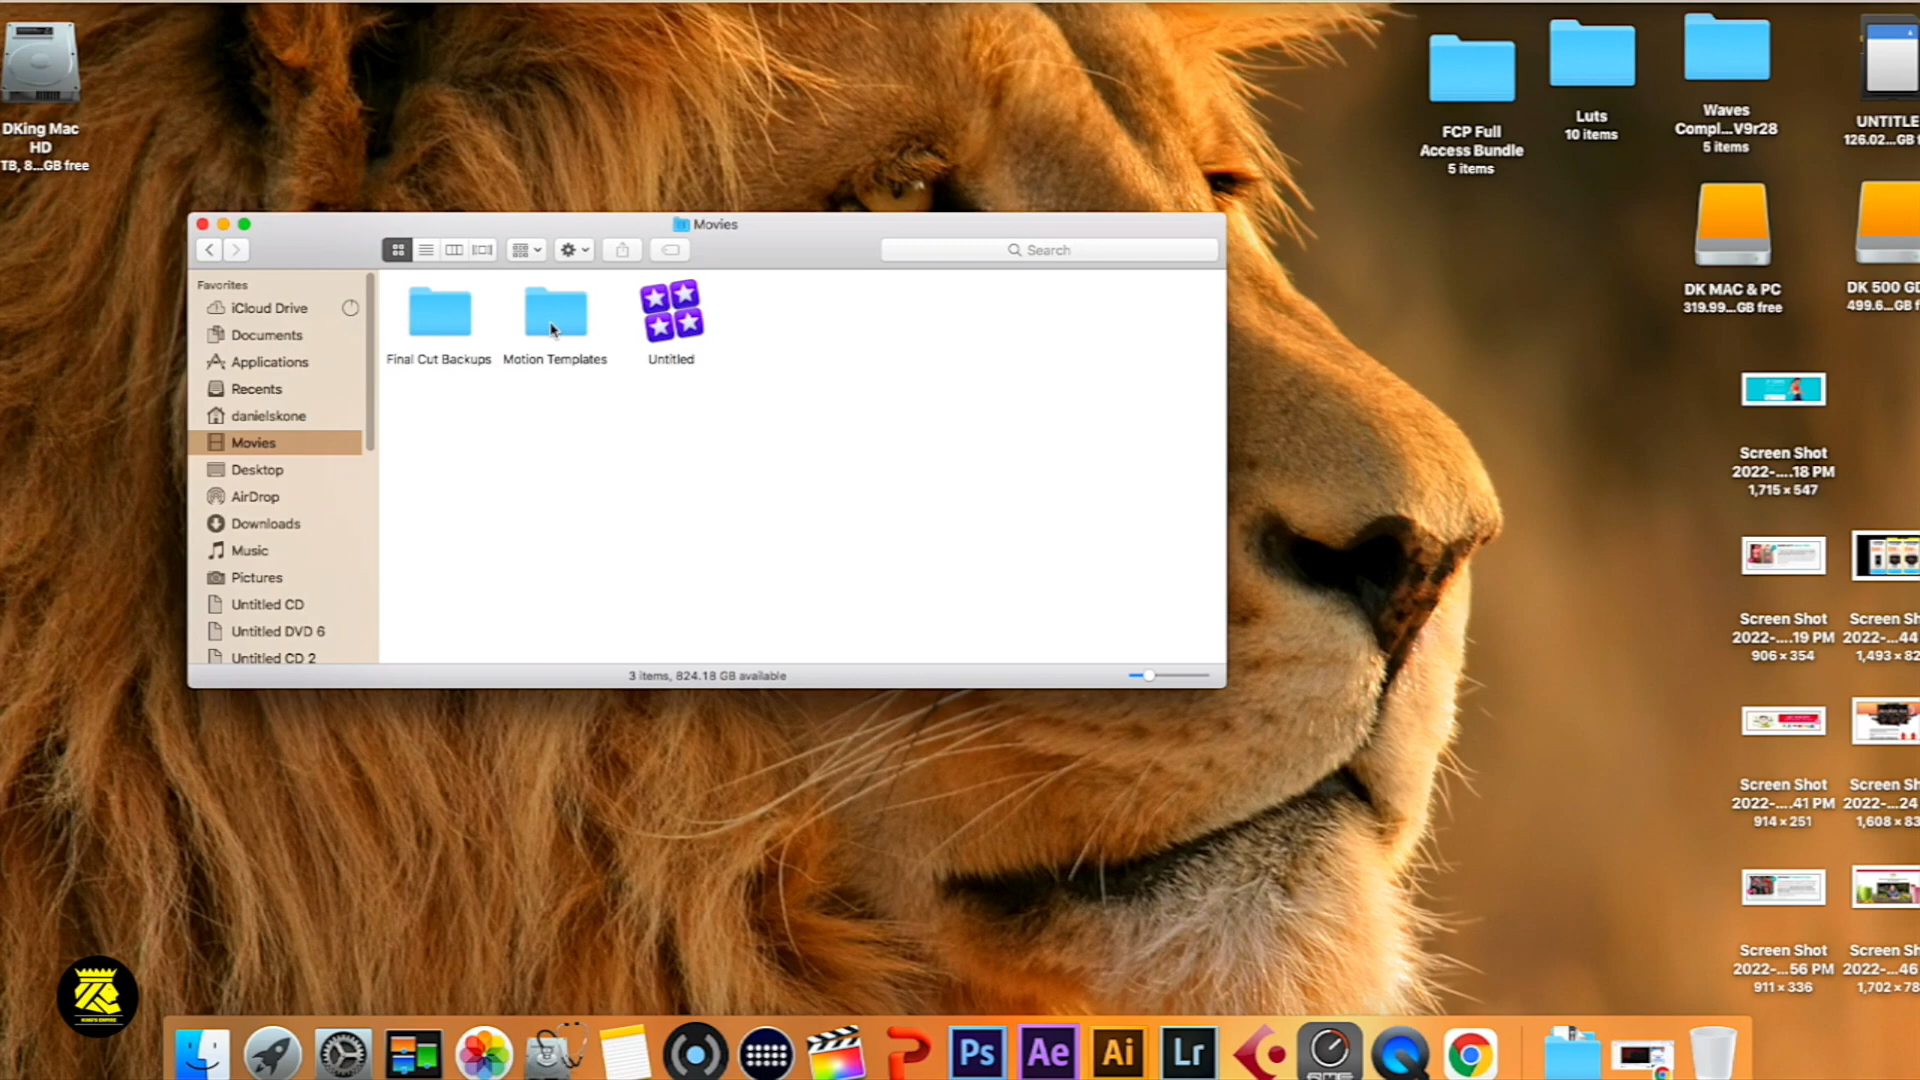 DKing Mac
HD
TB, 8...GB free
FCP Full
Access Bundle
5 items
Luts
10 items
Waves
Compl...V9r28
5 items
UNTITLE
126.02...GB f
DK MAC & PC
319.99...GB free
DK 500 GD
499.6...GB f
Movies
Search
Favorites
iCloud Drive
Documents
Applications
Recents
danielskone
Movies
Desktop
AirDrop
Downloads
Music
Pictures
Untitled CD
Untitled DVD 6
Untitled CD 2
Final Cut Backups
Motion Templates
Untitled
3 items, 824.18 GB available
Screen Shot
2022-....18 PM
1,715 × 547
Screen Shot
2022-....19 PM
906 × 354
Screen Sh
2022-...44
1,493 × 82
Screen Shot
2022-....41 PM
914 × 251
Screen Sh
2022-...24
1,608 × 83
Screen Shot
2022-...56 PM
911 × 336
Screen Sh
2022-...46
1,702 × 78
KING'S EMPIRE
Ps
Ae
Ai
Lr
RME